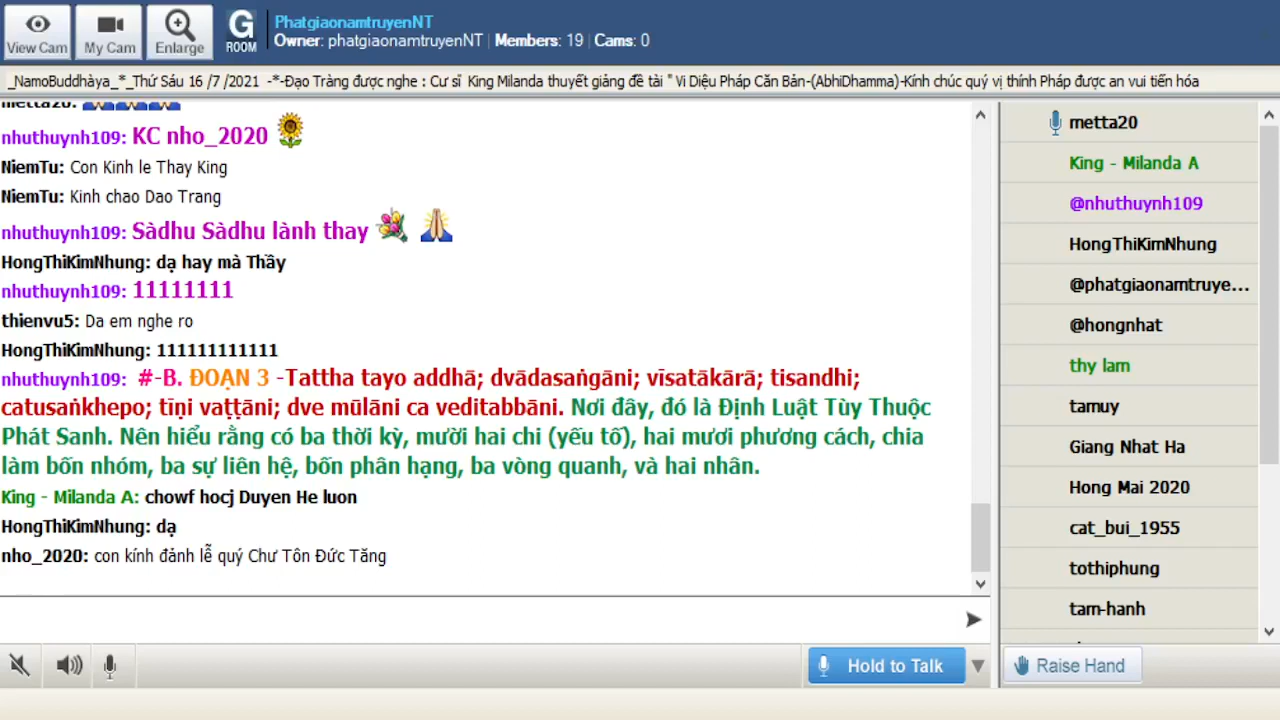 View Cam
My Cam
Enlarge
G
ROOM
PhatgiaonamtruyenNT
Owner: phatgiaonamtruyenNT | Members: 19 | Cams: 0
_NamoBuddhàya_*_Thứ Sáu 16 /7 /2021 -*-Đạo Tràng được nghe : Cư sĩ King Milanda thuyết giảng đề tài " Vi Diệu Pháp Căn Bản-(AbhiDhamma)-Kính chúc quý vị thính Pháp được an vui tiến hóa
metta20:
nhuthuynh109: KC nho_2020
NiemTu: Con Kinh le Thay King
NiemTu: Kinh chao Dao Trang
nhuthuynh109: Sàdhu Sàdhu lành thay
HongThiKimNhung: dạ hay mà Thầy
nhuthuynh109: 11111111
thienvu5: Da em nghe ro
HongThiKimNhung: 111111111111
nhuthuynh109: #-B. ĐOẠN 3 -Tattha tayo addhā; dvādasaṅgāni; vīsatākārā; tisandhi;
catusaṅkhepo; tīṇi vaṭṭāni; dve mūlāni ca veditabbāni. Nơi đây, đó là Định Luật Tùy Thuộc
Phát Sanh. Nên hiểu rằng có ba thời kỳ, mười hai chi (yếu tố), hai mươi phương cách, chia
làm bốn nhóm, ba sự liên hệ, bốn phân hạng, ba vòng quanh, và hai nhân.
King - Milanda A: chowf hocj Duyen He luon
HongThiKimNhung: dạ
nho_2020: con kính đảnh lễ quý Chư Tôn Đức Tăng
metta20
King - Milanda A
@nhuthuynh109
HongThiKimNhung
@phatgiaonamtruye...
@hongnhat
thy lam
tamuy
Giang Nhat Ha
Hong Mai 2020
cat_bui_1955
tothiphung
tam-hanh
Hold to Talk
Raise Hand